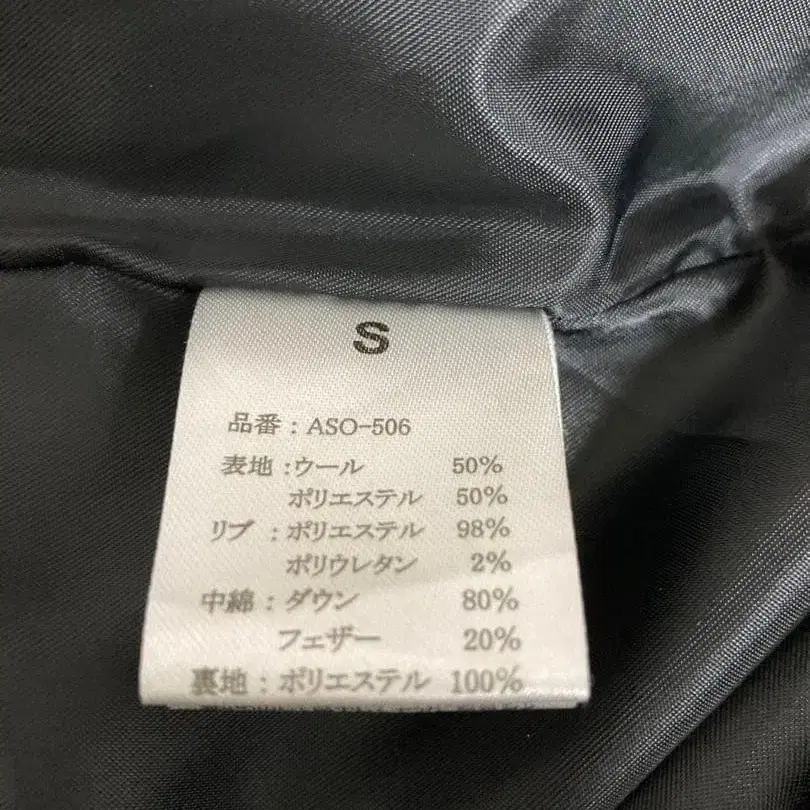 S
品番 : ASO-506
表地 : ウール 50%
ポリエステル 50%
リブ : ポリエステル 98%
ポリウレタン 2%
中綿 : ダウン 80%
フェザー 20%
裏地 : ポリエステル 100%